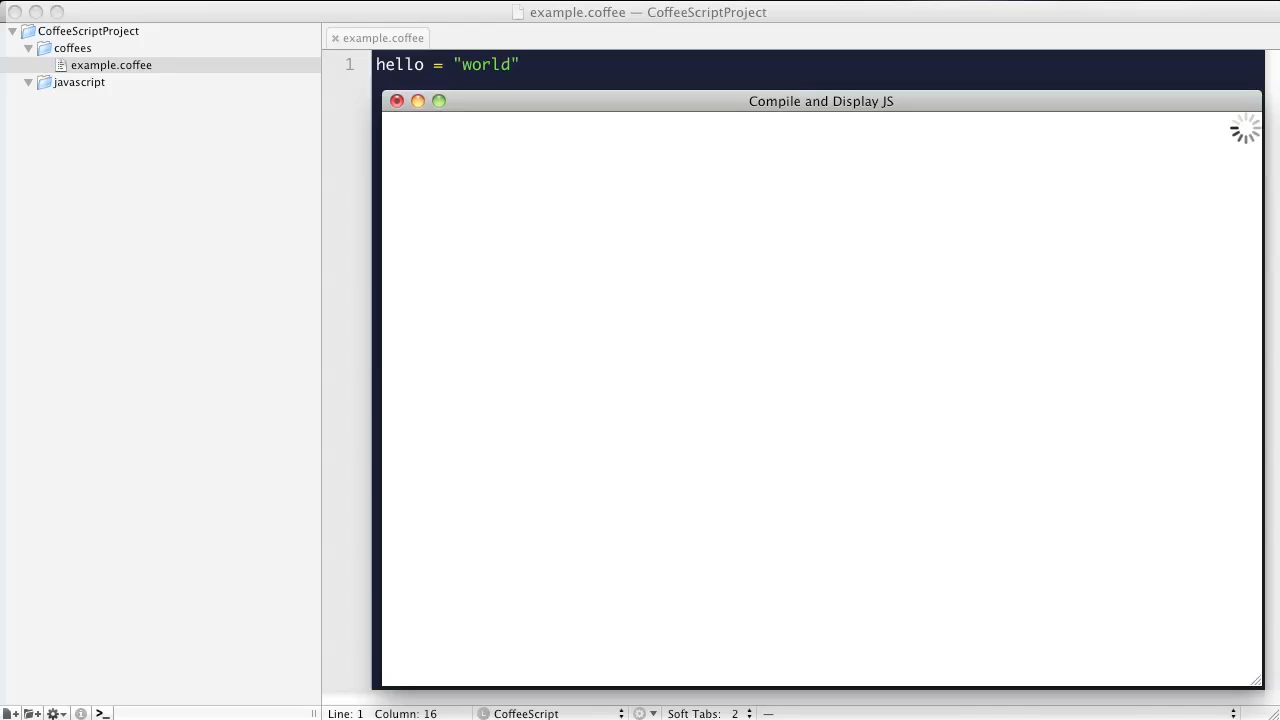 example.coffee — CoffeeScriptProject
CoffeeScriptProject
coffees
example.coffee
javascript
example.coffee
1 hello = "world"
Compile and Display JS
Line: 1 Column: 16 L CoffeeScript Soft Tabs: 2 —